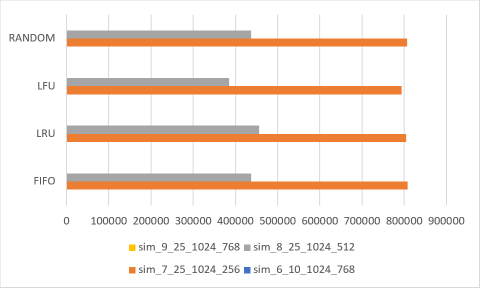 RANDOM
LFU
LRU
FIFO
0 100000 200000 300000 400000 500000 600000 700000 800000 900000
sim_9_25_1024_768 sim_8_25_1024_512
sim_7_25_1024_256 sim_6_10_1024_768